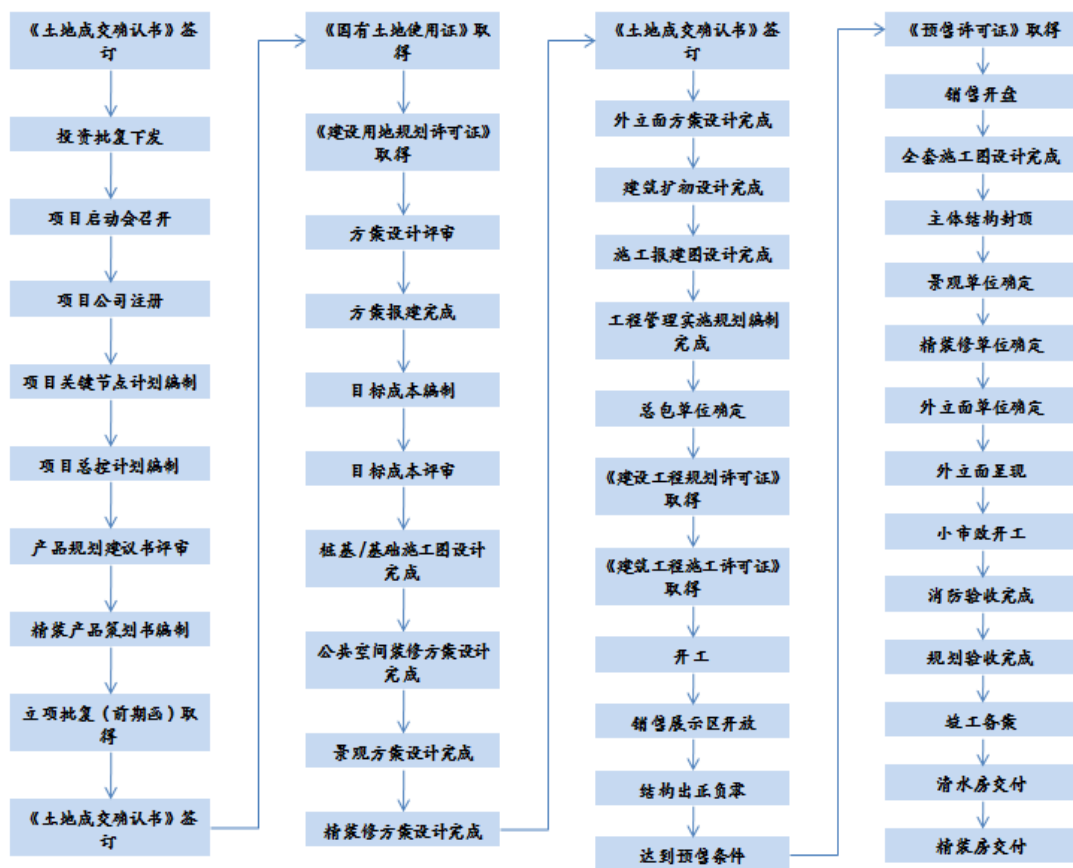 《土地成交确认书》签
订
投资批复下发
项目启动会召开
项目公司注册
项目关键节点计划编制
项目总控计划编制
产品规划建议书评审
精装产品策划书编制
立项批复（前期函）取
得
《土地成交确认书》签
订
《国有土地使用证》取
得
《建设用地规划许可证》
取得
方案设计评审
方案报建完成
目标成本编制
目标成本评审
桩基/基础施工图设计
完成
公共空间装修方案设计
完成
景观方案设计完成
精装修方案设计完成
《土地成交确认书》签
订
外立面方案设计完成
建筑扩初设计完成
施工报建图设计完成
工程管理实施规划编制
完成
总包单位确定
《建设工程规划许可证》
取得
《建筑工程施工许可证》
取得
开工
销售展示区开放
结构出正负零
达到预售条件
《预售许可证》取得
销售开盘
全套施工图设计完成
主体结构封顶
景观单位确定
精装修单位确定
外立面单位确定
外立面呈现
小市政开工
消防验收完成
规划验收完成
竣工备案
清水房交付
精装房交付